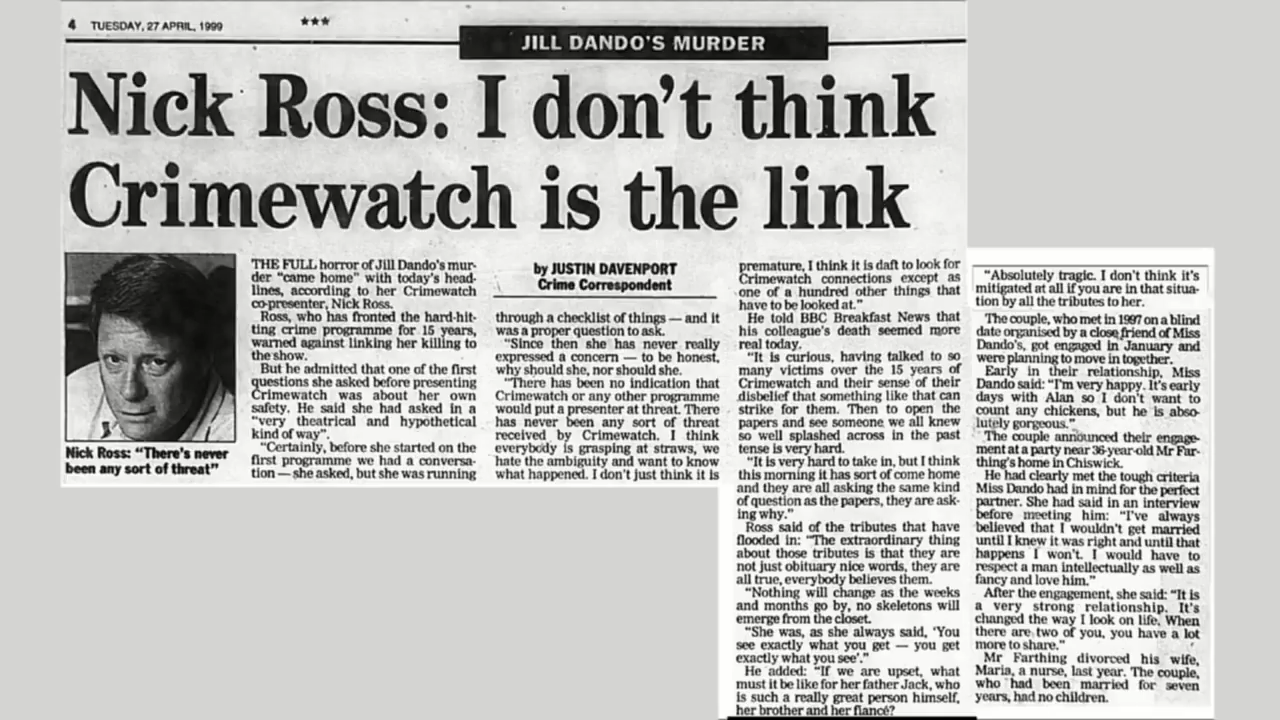 4 TUESDAY, 27 APRIL, 1999
***
JILL DANDO'S MURDER
Nick Ross: I don't think
Crimewatch is the link
Nick Ross: "There's never
been any sort of threat"
THE FULL horror of Jill Dando's mur-
der "came home" with today's head-
lines, according to her Crimewatch
co-presenter, Nick Ross.
Ross, who has fronted the hard-hit-
ting crime programme for 15 years,
warned against linking her killing to
the show.
But he admitted that one of the first
questions she asked before presenting
Crimewatch was about her own
safety. He said she had asked in a
"very theatrical and hypothetical
kind of way".
"Certainly, before she started on the
first programme we had a conversa-
tion — she asked, but she was running
by JUSTIN DAVENPORT
Crime Correspondent
through a checklist of things — and it
was a proper question to ask.
"Since then she has never really
expressed a concern — to be honest,
why should she, nor should she.
"There has been no indication that
Crimewatch or any other programme
would put a presenter at threat. There
has never been any sort of threat
received by Crimewatch. I think
everybody is grasping at straws, we
hate the ambiguity and want to know
what happened. I don't just think it is
premature, I think it is daft to look for
Crimewatch connections except as
one of a hundred other things that
have to be looked at."
He told BBC Breakfast News that
his colleague's death seemed more
real today.
"It is curious, having talked to so
many victims over the 15 years of
Crimewatch and their sense of their
disbelief that something like that can
strike for them. Then to open the
papers and see someone we all knew
so well splashed across in the past
tense is very hard.
"It is very hard to take in, but I think
this morning it has sort of come home
and they are all asking the same kind
of question as the papers, they are ask-
ing why."
Ross said of the tributes that have
flooded in: "The extraordinary thing
about those tributes is that they are
not just obituary nice words, they are
all true, everybody believes them.
"Nothing will change as the weeks
and months go by, no skeletons will
emerge from the closet.
"She was, as she always said, 'You
see exactly what you get — you get
exactly what you see'."
He added: "If we are upset, what
must it be like for her father Jack, who
is such a really great person himself,
her brother and her fiancé?
"Absolutely tragic. I don't think it's
mitigated at all if you are in that situa-
tion by all the tributes to her.
The couple, who met in 1997 on a blind
date organised by a close friend of Miss
Dando's, got engaged in January and
were planning to move in together.
Early in their relationship, Miss
Dando said: "I'm very happy. It's early
days with Alan so I don't want to
count any chickens, but he is abso-
lutely gorgeous."
The couple announced their engage-
ment at a party near 36-year-old Mr Far-
thing's home in Chiswick.
He had clearly met the tough criteria
Miss Dando had in mind for the perfect
partner. She had said in an interview
before meeting him: "I've always
believed that I wouldn't get married
until I knew it was right and until that
happens I won't. I would have to
respect a man intellectually as well as
fancy and love him."
After the engagement, she said: "It is
a very strong relationship. It's
changed the way I look on life. When
there are two of you, you have a lot
more to share."
Mr Farthing divorced his wife,
Maria, a nurse, last year. The couple,
who had been married for seven
years, had no children.